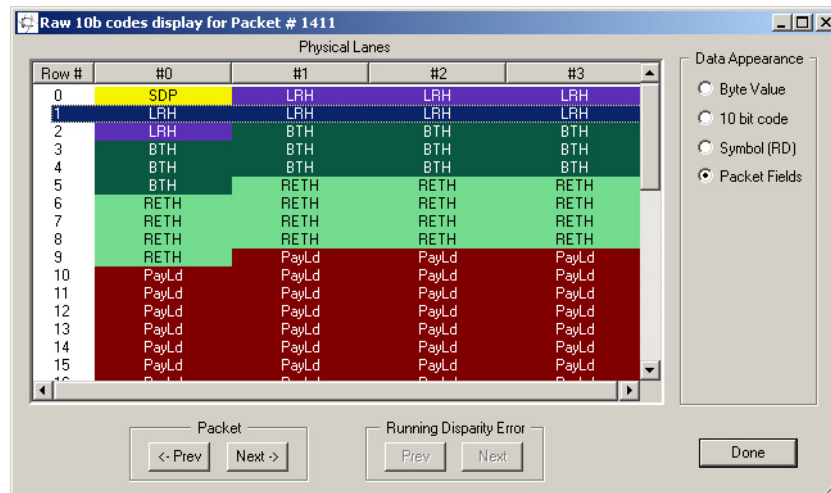 Raw 10b codes display for Packet # 1411
Physical Lanes
Row # #0 #1 #2 #3
0 SDP LRH LRH LRH
1 LRH LRH LRH LRH
2 LRH BTH BTH BTH
3 BTH BTH BTH BTH
4 BTH BTH BTH BTH
5 BTH RETH RETH RETH
6 RETH RETH RETH RETH
7 RETH RETH RETH RETH
8 RETH RETH RETH RETH
9 RETH PayLd PayLd PayLd
10 PayLd PayLd PayLd PayLd
11 PayLd PayLd PayLd PayLd
12 PayLd PayLd PayLd PayLd
13 PayLd PayLd PayLd PayLd
14 PayLd PayLd PayLd PayLd
15 PayLd PayLd PayLd PayLd
Data Appearance
Byte Value
10 bit code
Symbol (RD)
Packet Fields
Packet
<- Prev Next ->
Running Disparity Error
Prev Next
Done